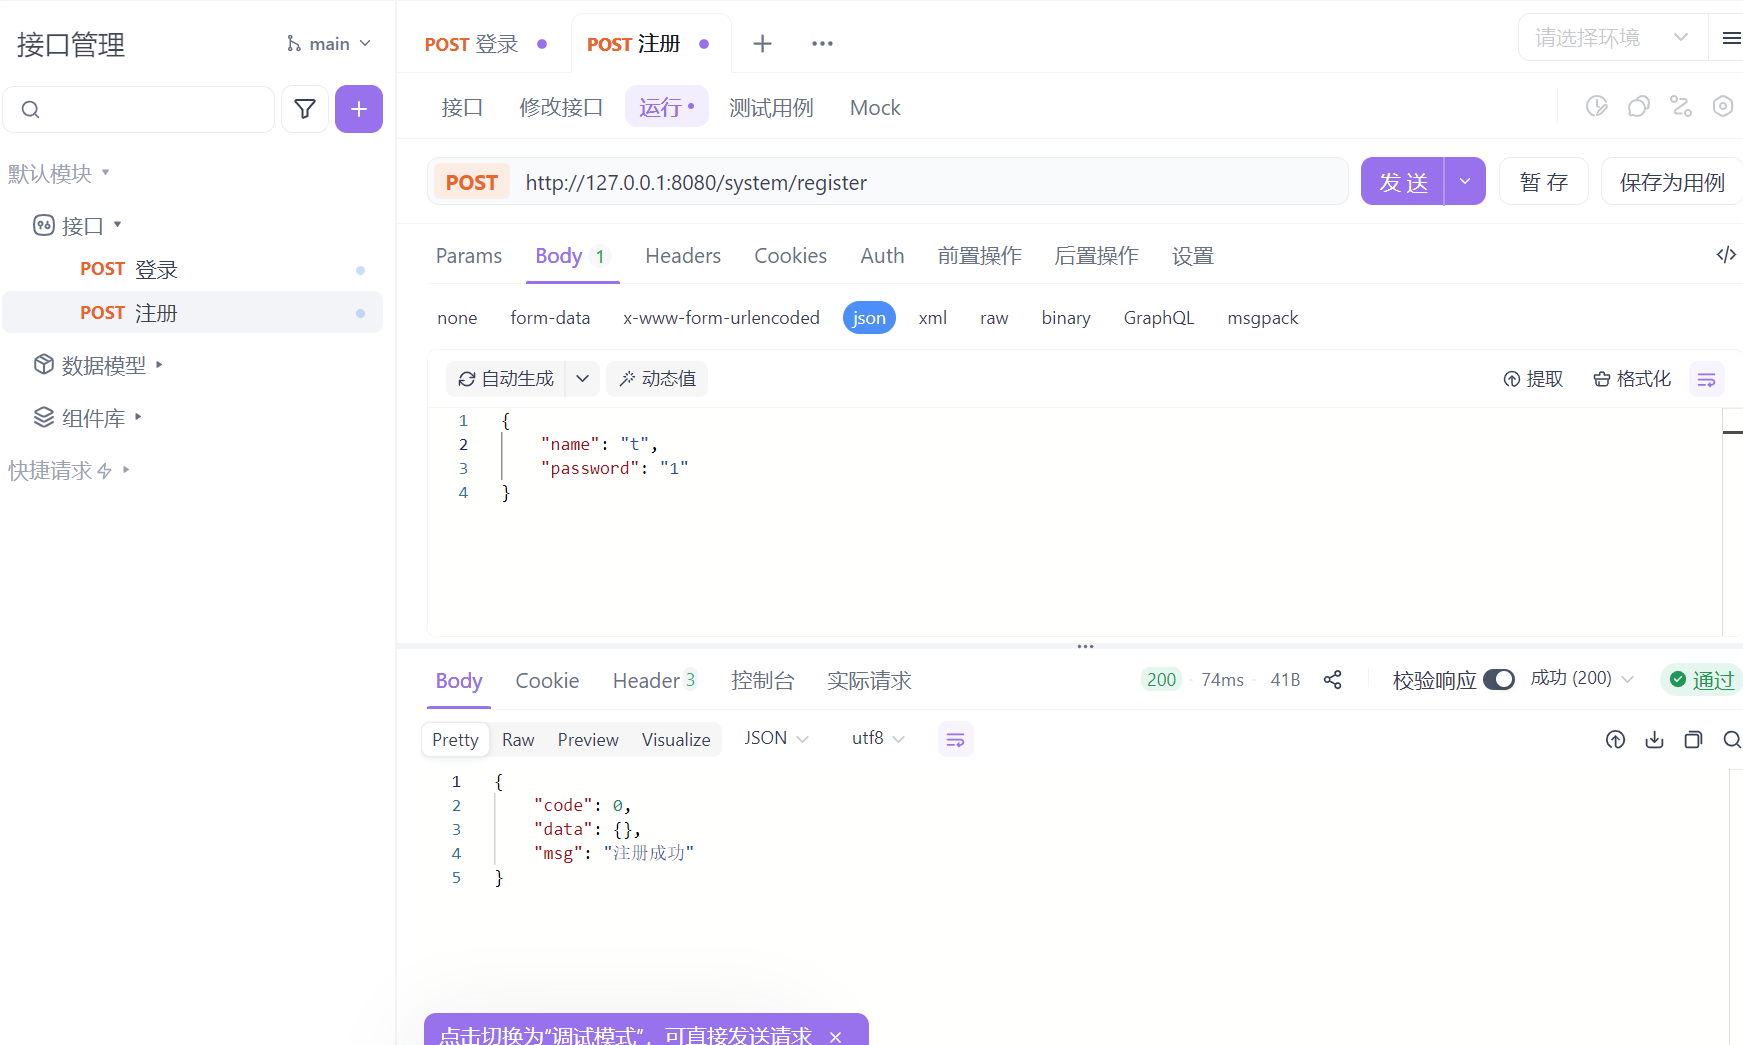 接口管理
main
默认模块
接口
POST 登录
POST 注册
数据模型
组件库
快捷请求
POST 登录
POST 注册
请选择环境
接口 修改接口 运行 测试用例 Mock
POST http://127.0.0.1:8080/system/register
发送 暂存 保存为用例
Params Body 1 Headers Cookies Auth 前置操作 后置操作 设置
none form-data x-www-form-urlencoded json xml raw binary GraphQL msgpack
自动生成 动态值 提取 格式化
1 {
2 "name": "t",
3 "password": "1"
4 }
Body Cookie Header 3 控制台 实际请求 200 74ms 41B 校验响应 成功 (200) 通过
Pretty Raw Preview Visualize JSON utf8
1 {
2 "code": 0,
3 "data": {},
4 "msg": "注册成功"
5 }
点击切换为“调试模式”，可直接发送请求